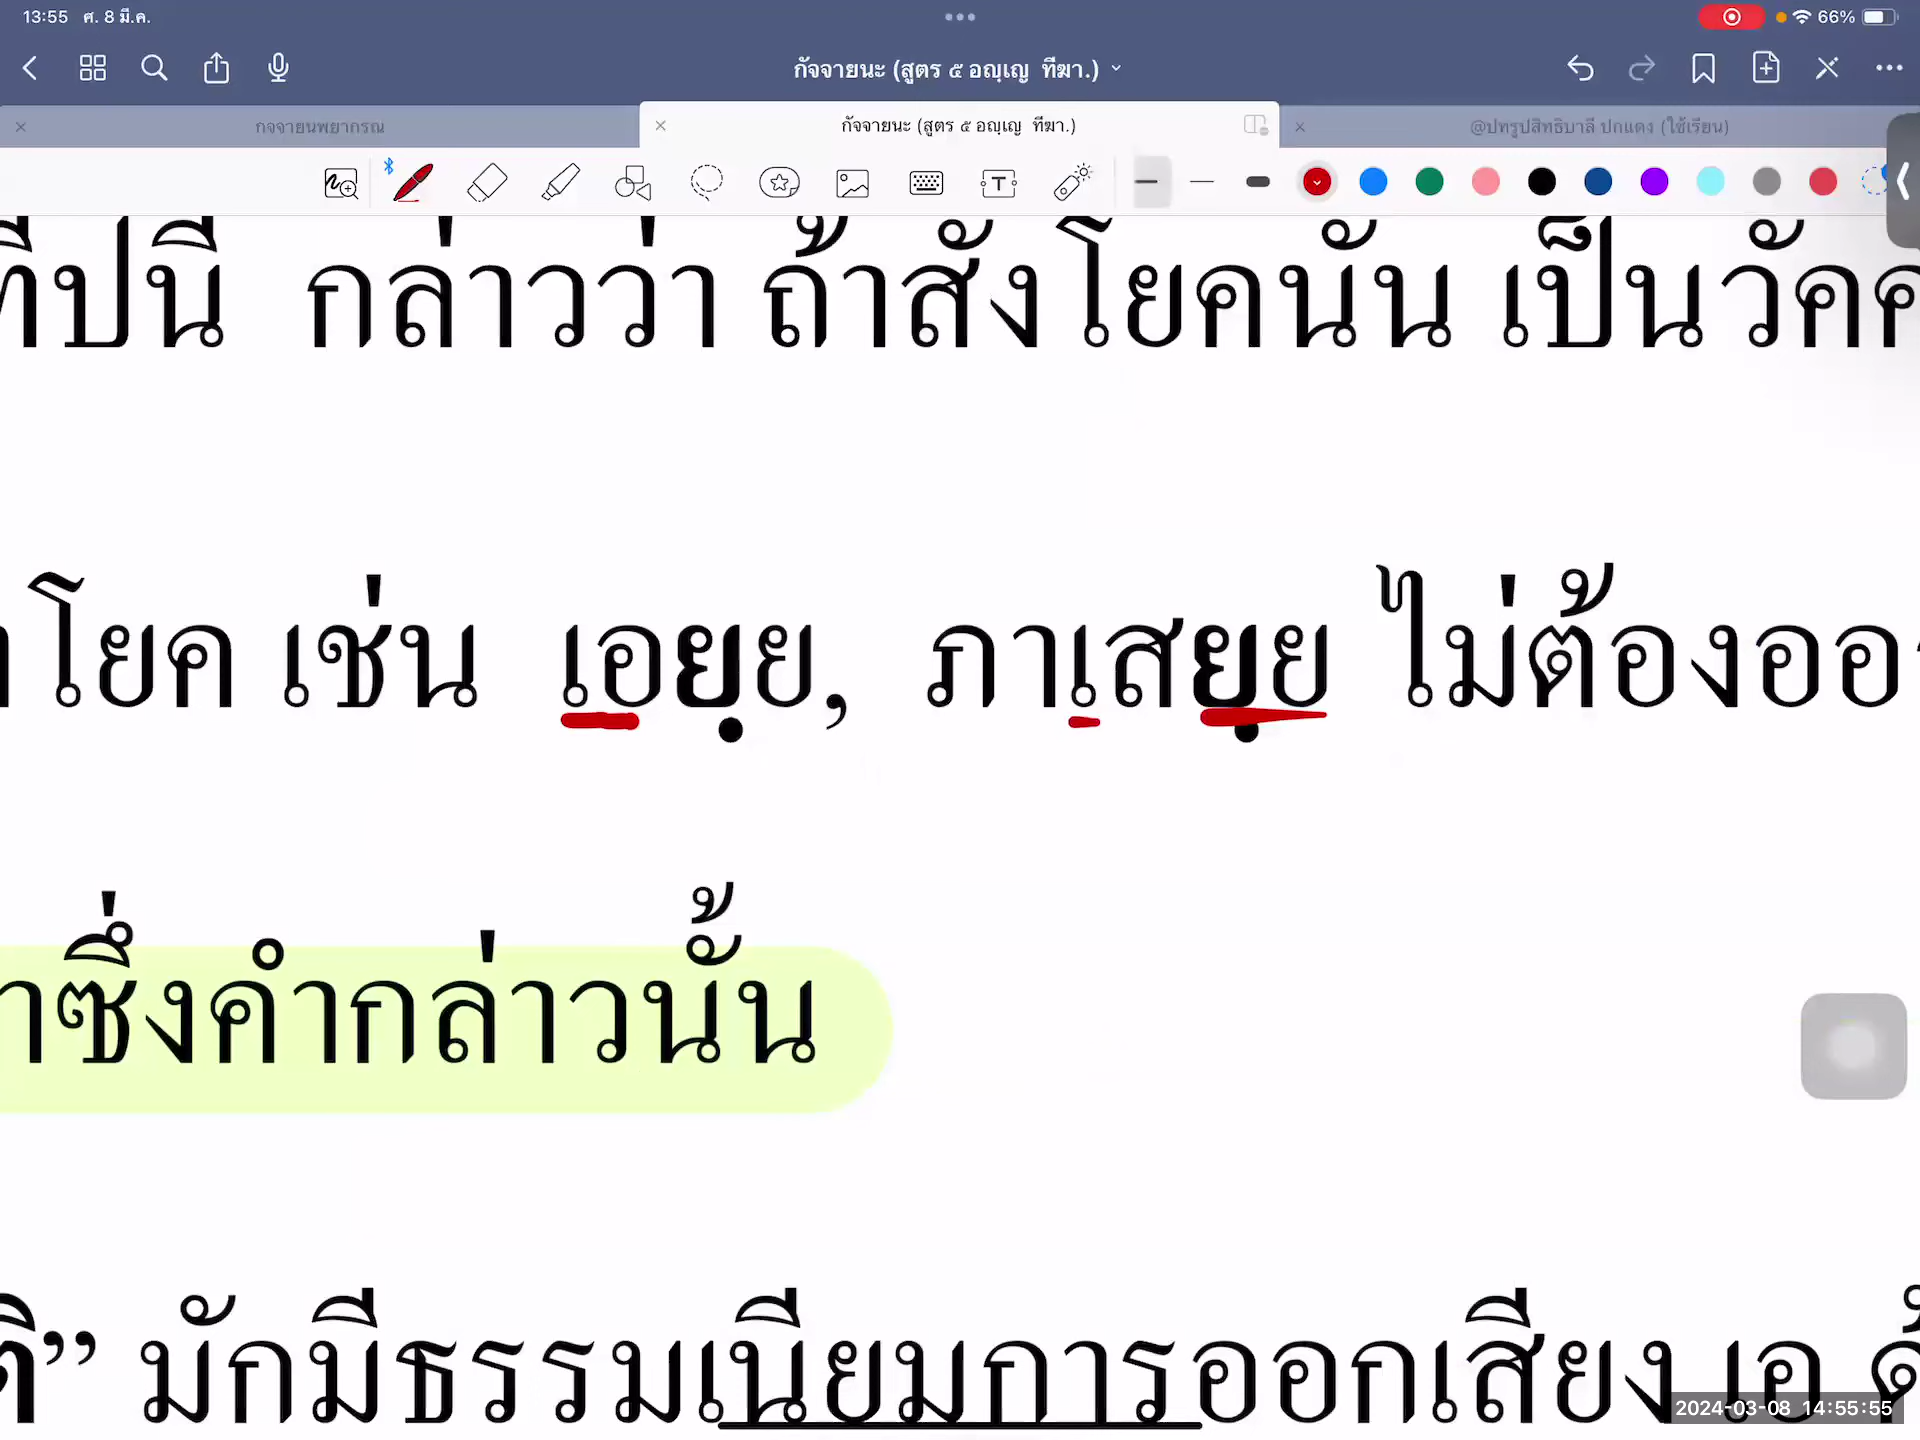 13:55 ศ. 8 มี.ค.
66%
กัจจายนะ (สูตร ๕ อญฺเญ ทีฆา.)
กจจายนพยากรณ
กัจจายนะ (สูตร ๕ อญฺเญ ทีฆา.)
@ปทรูปสิทธิบาลี ปกแดง (ใช้เรียน)
กล่าวว่า ถ้าสังโยคนั้น เป็นวัคค
โยค เช่น เอยฺย, ภาเสยฺย ไม่ต้องออ
ซึ่งคำกล่าวนั้น
ติ” มักมีธรรมเนียมการออกเสียง เอ
2024-03-08 14:55:55